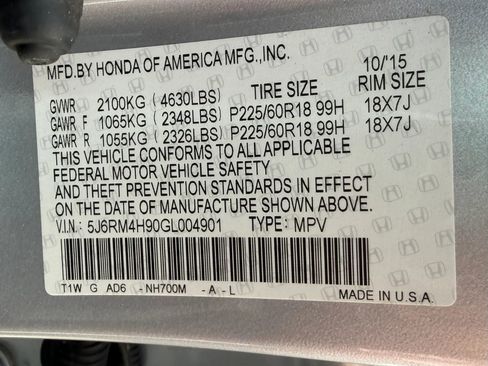 MFD.BY HONDA OF AMERICA MFG.,INC. 10/'15
GVWR 2100KG (4630LBS) TIRE SIZE RIM SIZE
GAWR F 1065KG (2348LBS) P225/60R18 99H 18X7J
GAWR R 1055KG (2326LBS) P225/60R18 99H 18X7J
THIS VEHICLE CONFORMS TO ALL APPLICABLE
FEDERAL MOTOR VEHICLE SAFETY
AND THEFT PREVENTION STANDARDS IN EFFECT
ON THE DATE OF MANUFACTURE SHOWN ABOVE.
V.I.N: 5J6RM4H90GL004901 TYPE: MPV
T1W G AD6 -NH700M -A-L
MADE IN U.S.A.